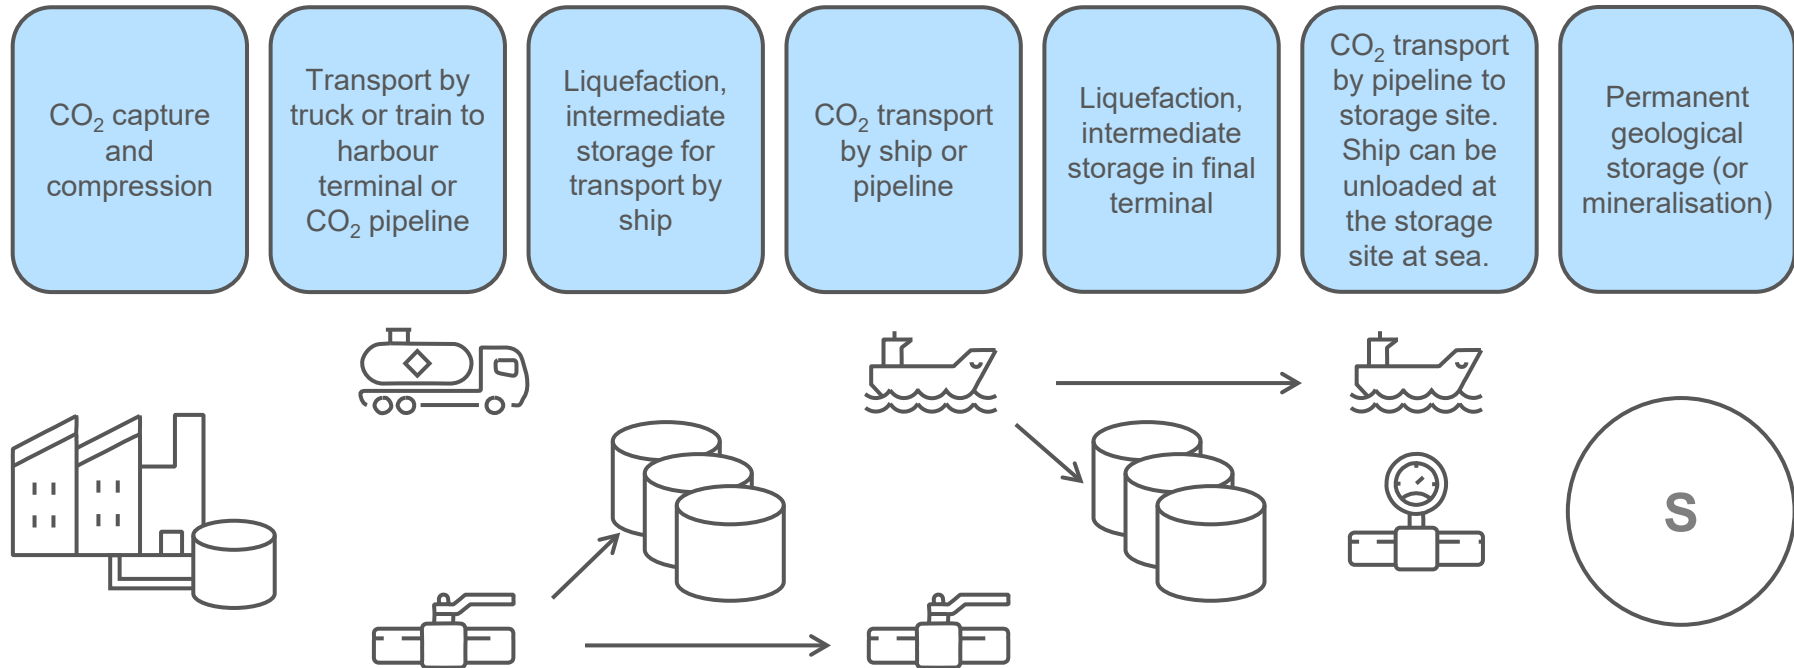 CO₂ capture
and
compression
Transport by
truck or train to
harbour
terminal or
CO₂ pipeline
Liquefaction,
intermediate
storage for
transport by
ship
CO₂ transport
by ship or
pipeline
Liquefaction,
intermediate
storage in final
terminal
CO₂ transport
by pipeline to
storage site.
Ship can be
unloaded at
the storage
site at sea.
Permanent
geological
storage (or
mineralisation)
S